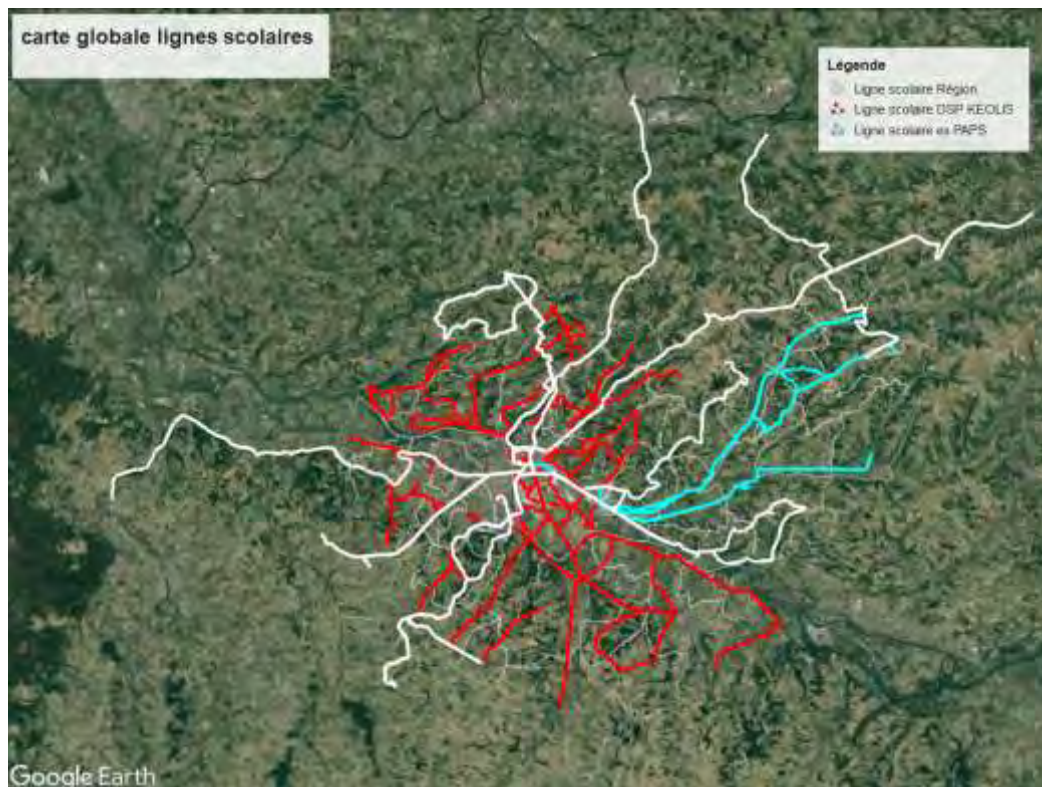 carte globale lignes scolaires
Légende
Ligne scolaire Région
Ligne scolaire DSP KEOLIS
Ligne scolaire ex PAPS
Google Earth